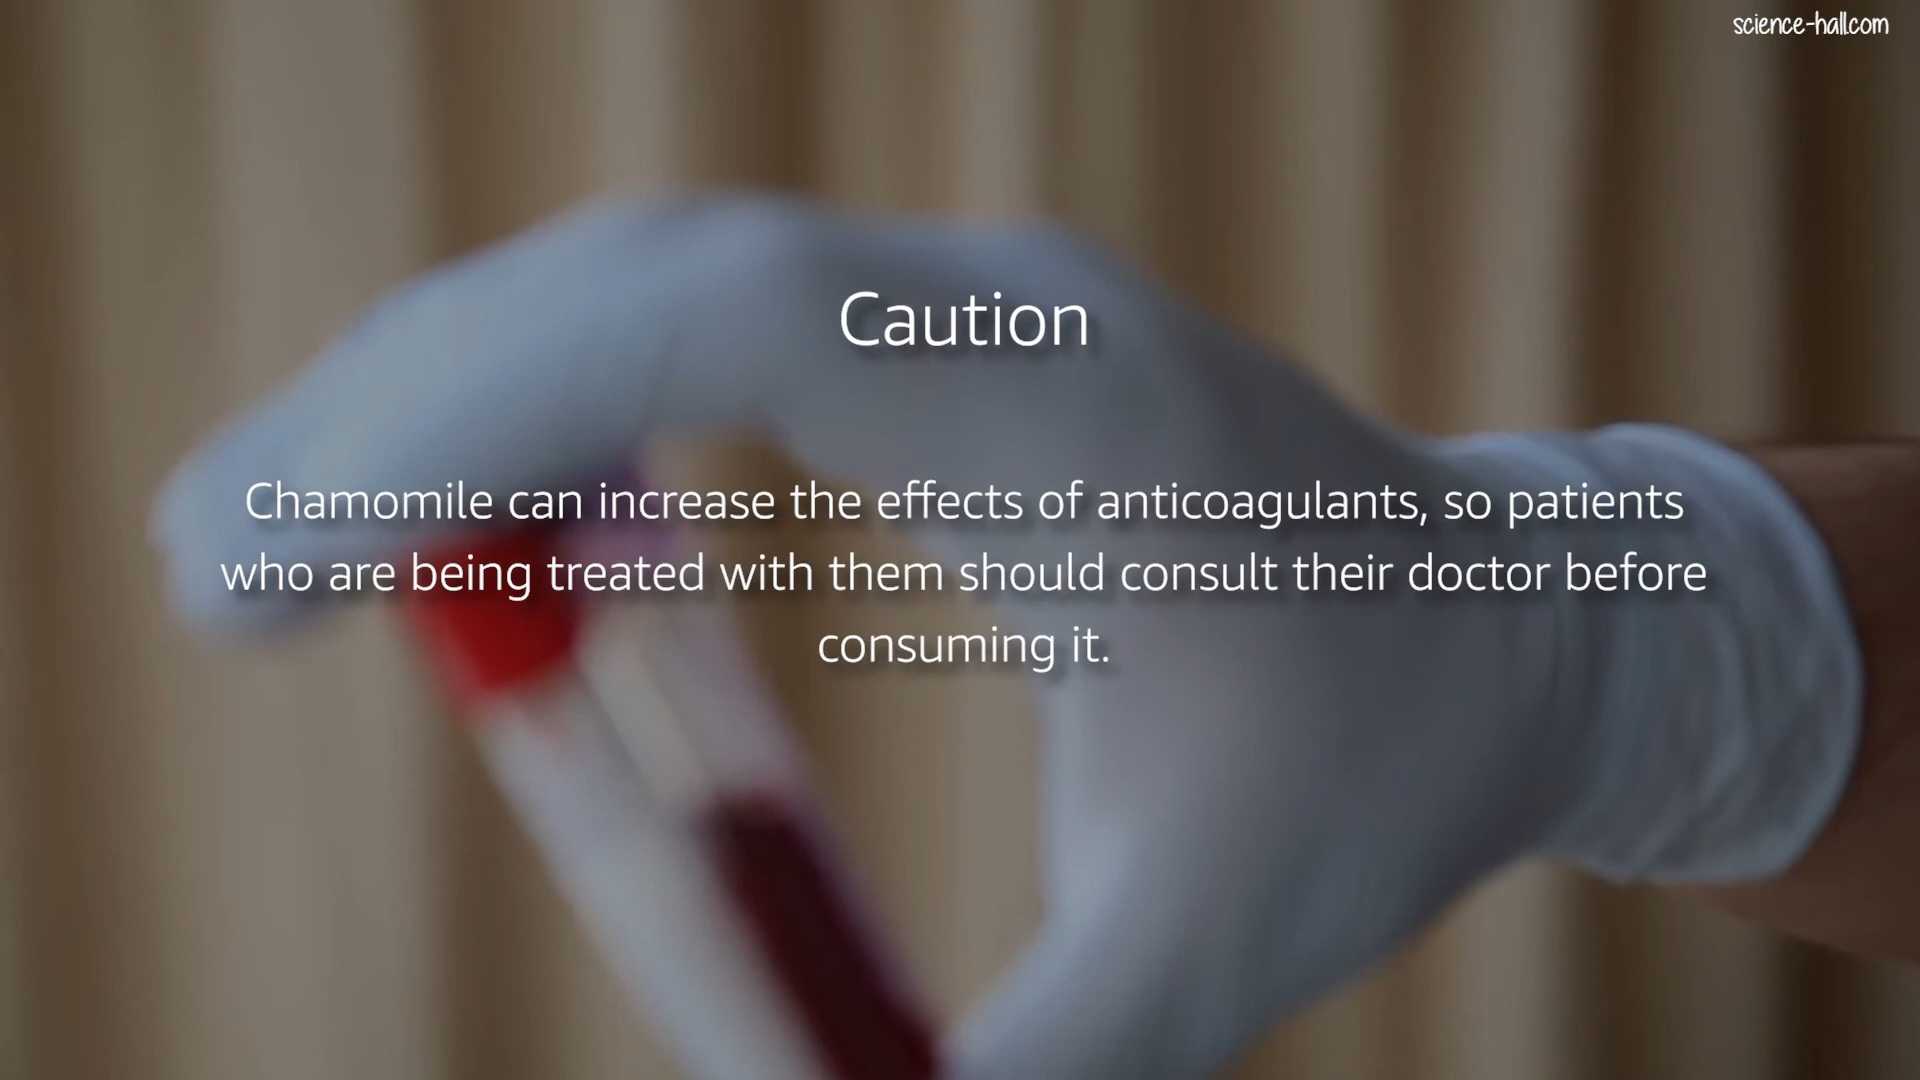 science-hall.com
Caution
Chamomile can increase the effects of anticoagulants, so patients
who are being treated with them should consult their doctor before
consuming it.